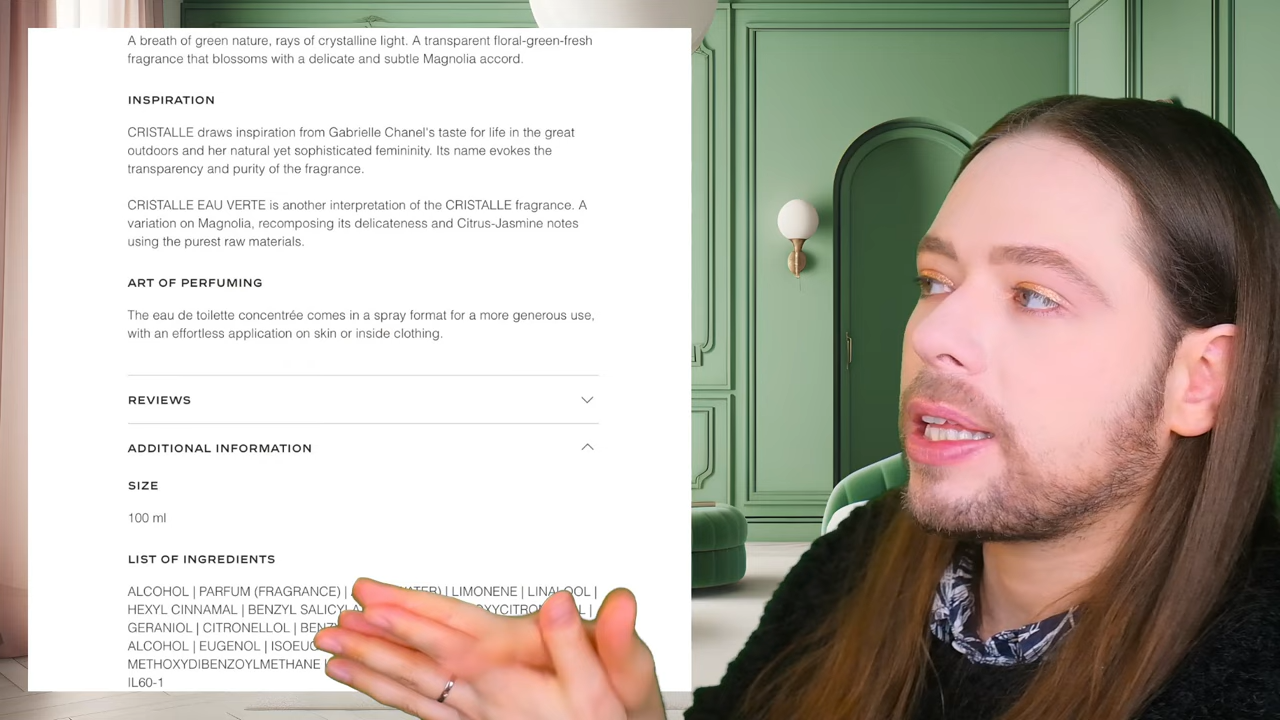 A breath of green nature, rays of crystalline light. A transparent floral-green-fresh
fragrance that blossoms with a delicate and subtle Magnolia accord.
INSPIRATION
CRISTALLE draws inspiration from Gabrielle Chanel's taste for life in the great
outdoors and her natural yet sophisticated femininity. Its name evokes the
transparency and purity of the fragrance.
CRISTALLE EAU VERTE is another interpretation of the CRISTALLE fragrance. A
variation on Magnolia, recomposing its delicateness and Citrus-Jasmine notes
using the purest raw materials.
ART OF PERFUMING
The eau de toilette concentrée comes in a spray format for a more generous use,
with an effortless application on skin or inside clothing.
REVIEWS
ADDITIONAL INFORMATION
SIZE
100 ml
LIST OF INGREDIENTS
ALCOHOL | PARFUM (FRAGRANCE) | | LIMONENE |
HEXYL CINNAMAL | BENZYL
GERANIOL | CITRONELLOL |
ALCOHOL | EUGENOL |
METHOXYDIBENZOYLMETHANE
IL60-1